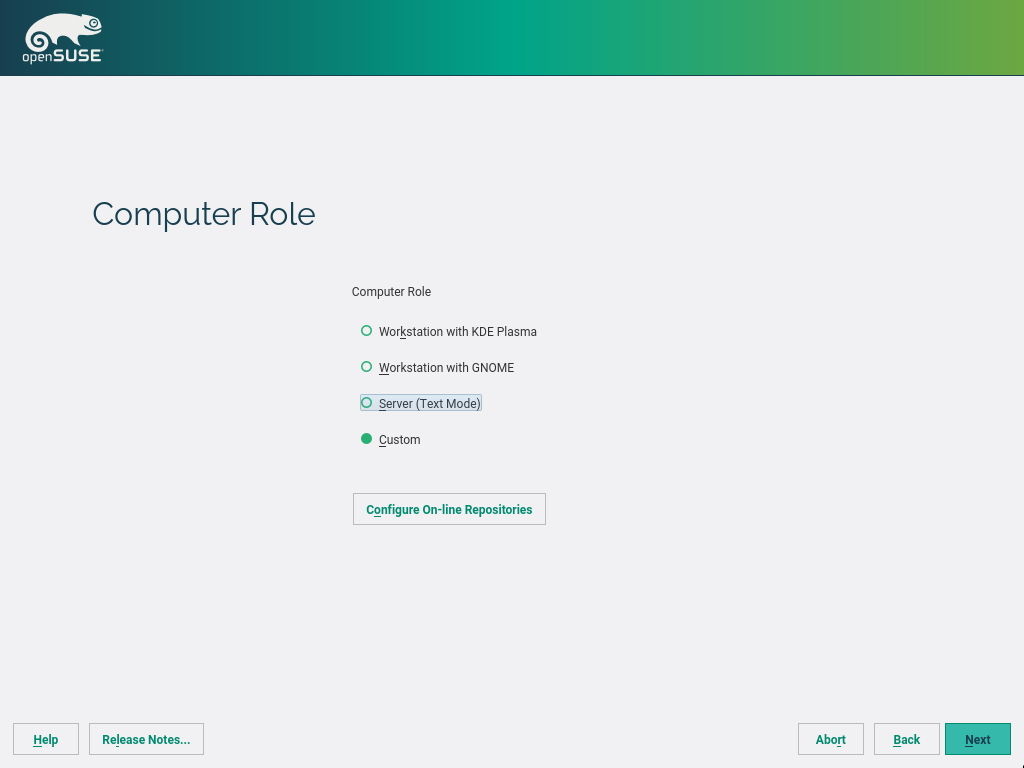 openSUSE
Computer Role
Computer Role
Workstation with KDE Plasma
Workstation with GNOME
Server (Text Mode)
Custom
Configure On-line Repositories
Help
Release Notes...
Abort
Back
Next